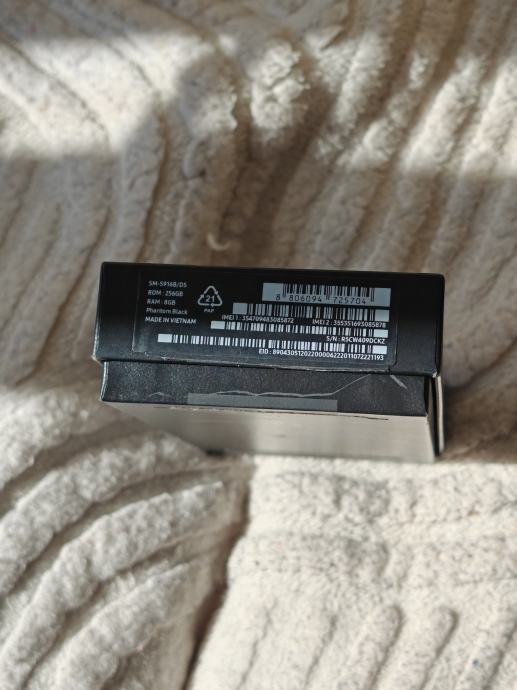 SM-S916B/DS
ROM : 256GB
RAM : 8GB
Phantom Black
MADE IN VIETNAM
21
PAP
8 806094 725704
IMEI 1 : 354709483085872
IMEI 2 : 355351693085878
S/N : R5CW409DCKZ
EID : 89043051202200006222011072221193